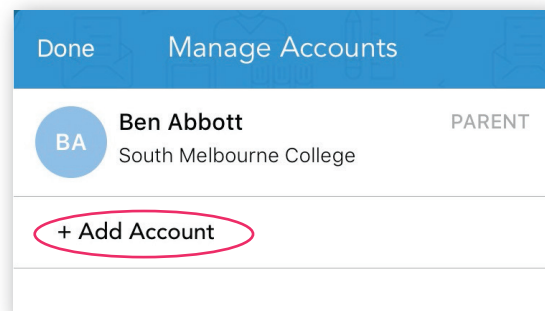 Done Manage Accounts
BA Ben Abbott PARENT
South Melbourne College
+ Add Account